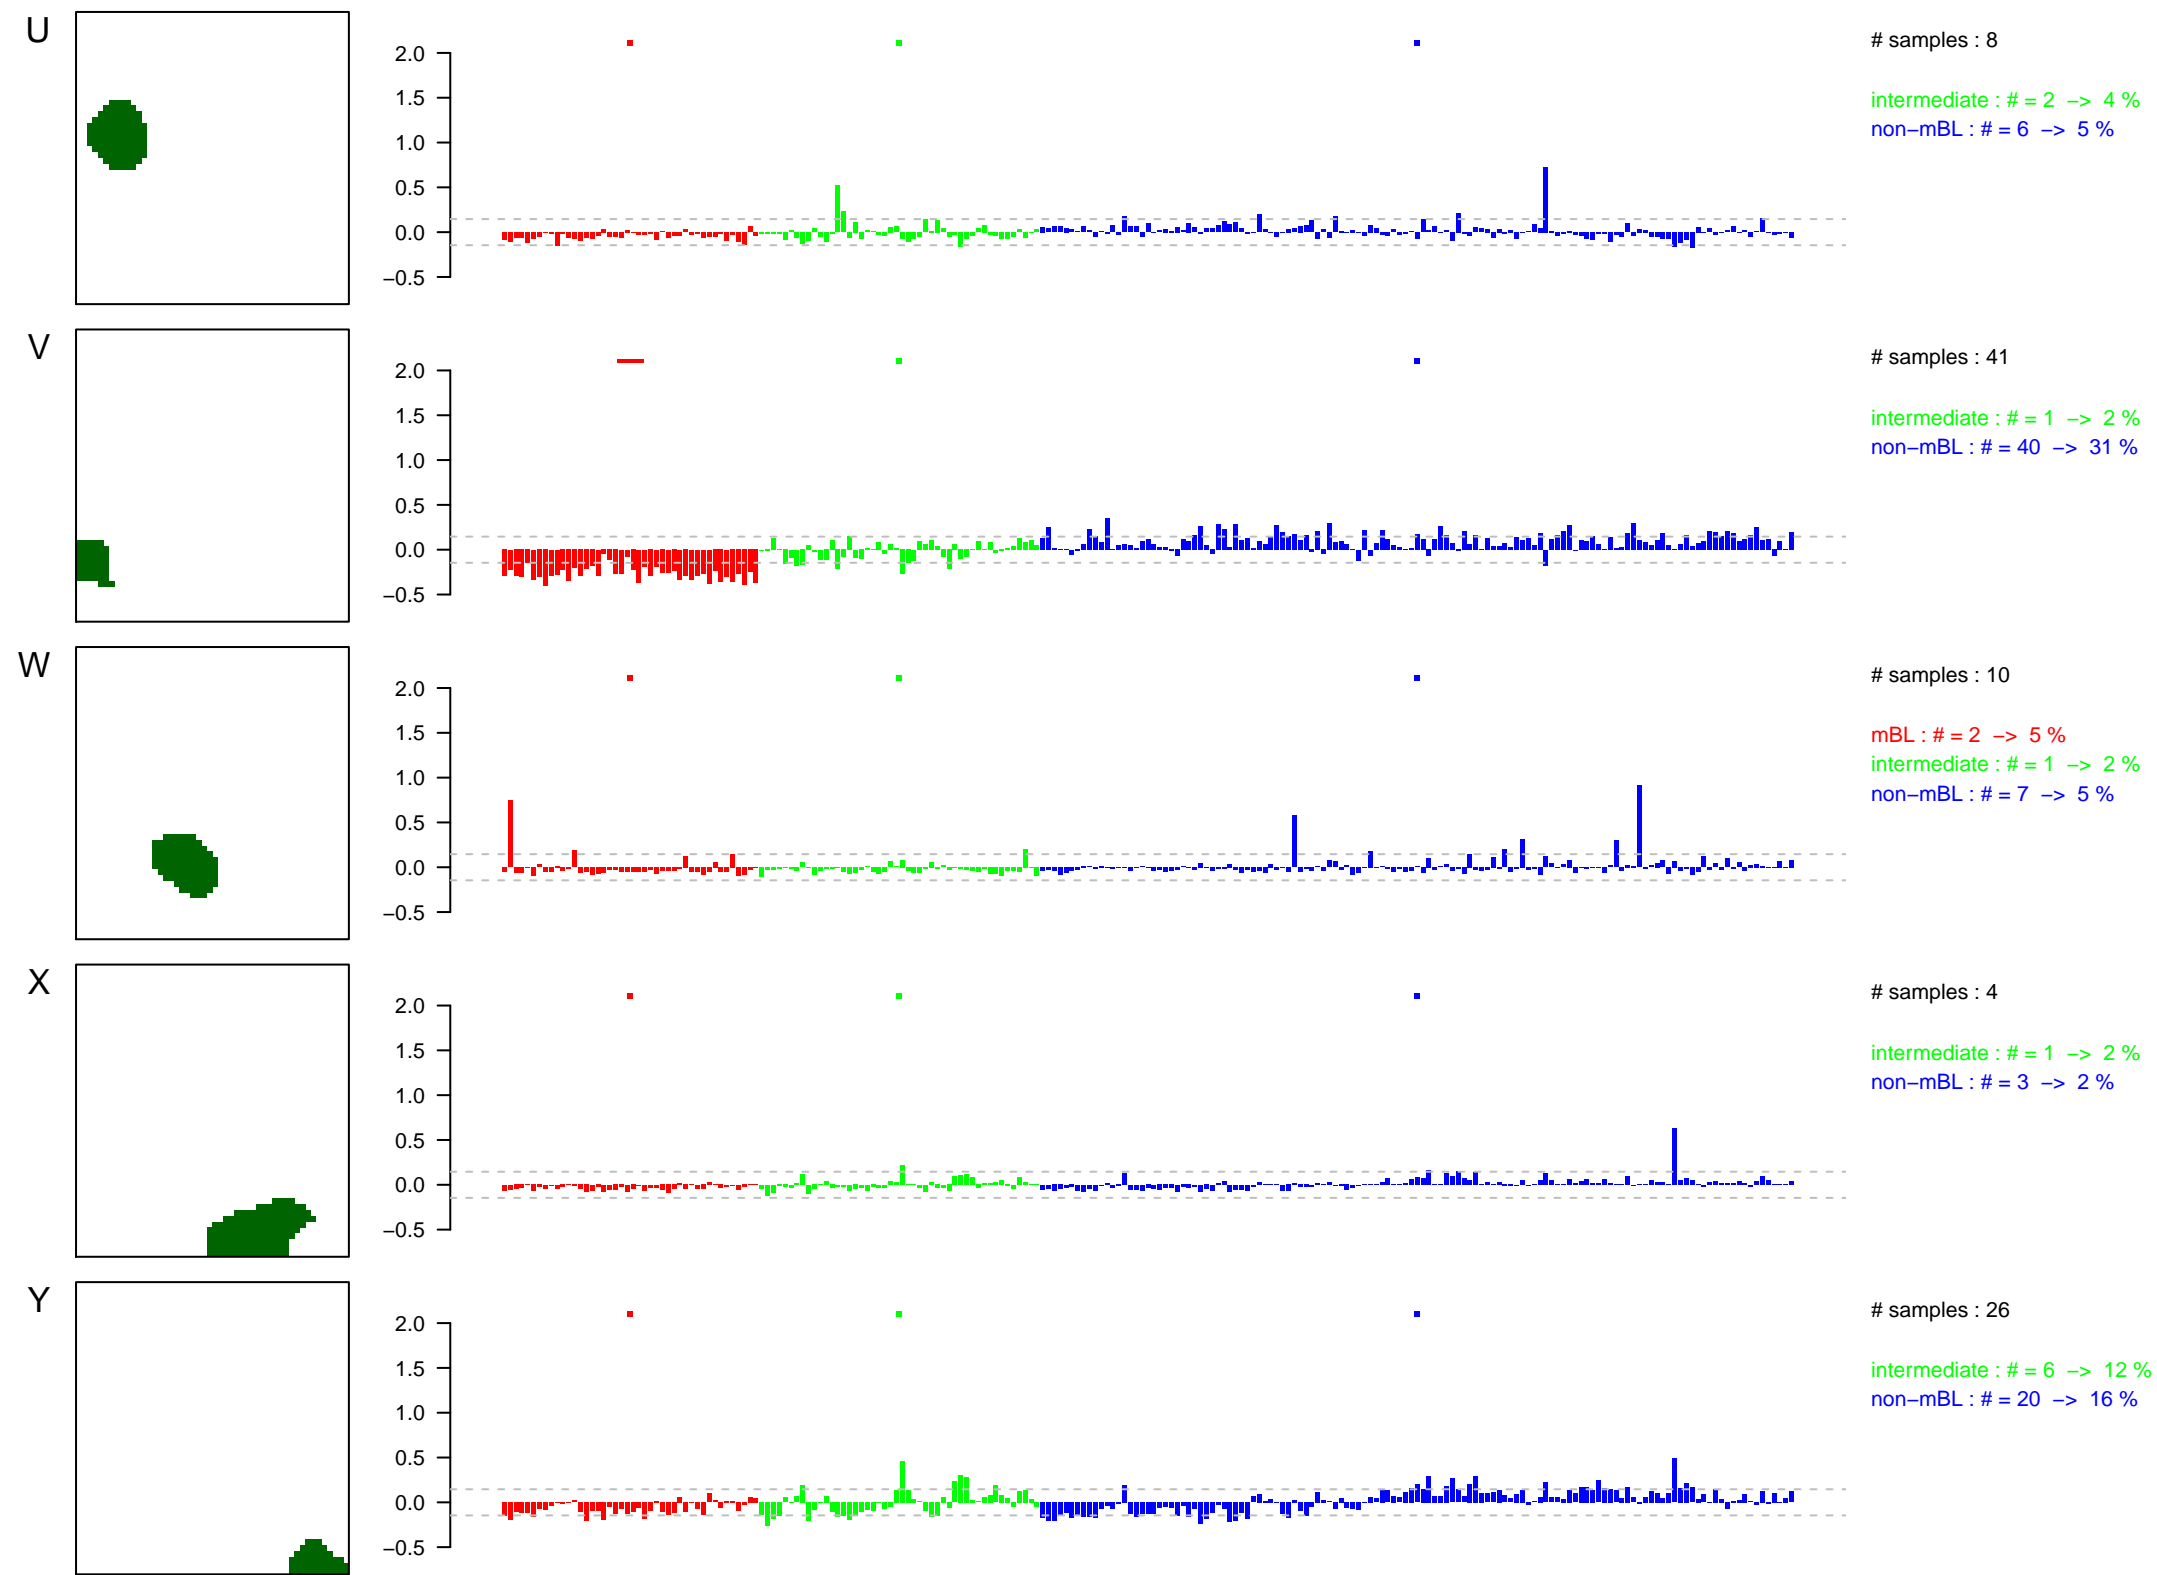 U
2.0
1.5
1.0
0.5
0.0
−0.5
# samples : 8
intermediate : # = 2 −> 4 %
non−mBL : # = 6 −> 5 %
V
2.0
1.5
1.0
0.5
0.0
−0.5
# samples : 41
intermediate : # = 1 −> 2 %
non−mBL : # = 40 −> 31 %
W
2.0
1.5
1.0
0.5
0.0
−0.5
# samples : 10
mBL : # = 2 −> 5 %
intermediate : # = 1 −> 2 %
non−mBL : # = 7 −> 5 %
X
2.0
1.5
1.0
0.5
0.0
−0.5
# samples : 4
intermediate : # = 1 −> 2 %
non−mBL : # = 3 −> 2 %
Y
2.0
1.5
1.0
0.5
0.0
−0.5
# samples : 26
intermediate : # = 6 −> 12 %
non−mBL : # = 20 −> 16 %